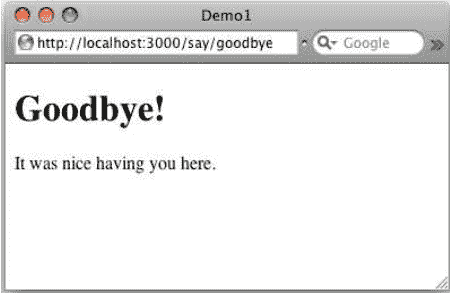 Demo1
http://localhost:3000/say/goodbye
Google
Goodbye!
It was nice having you here.